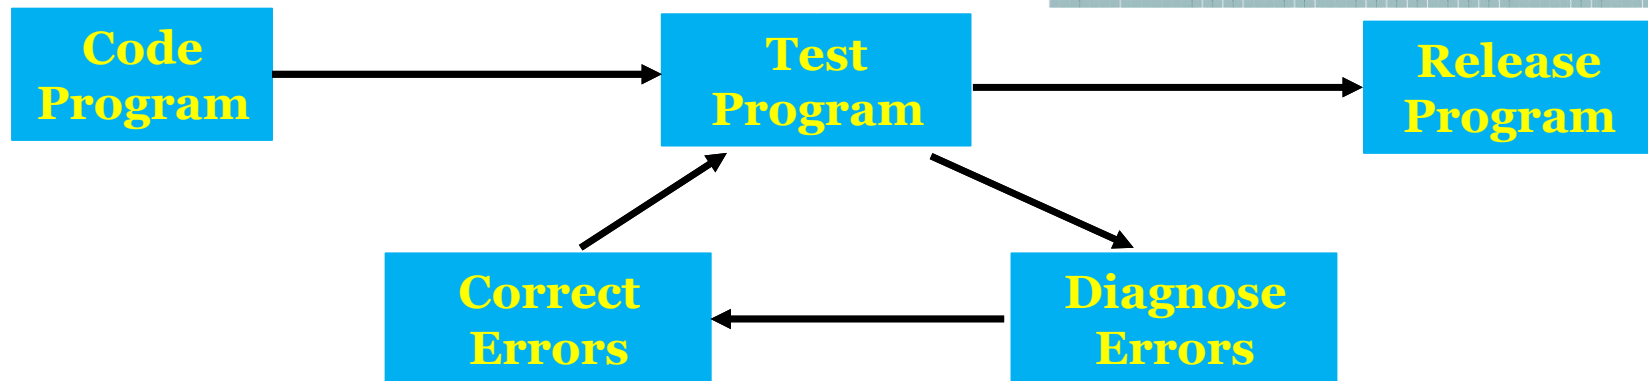 Code
Program
Test
Program
Release
Program
Correct
Errors
Diagnose
Errors